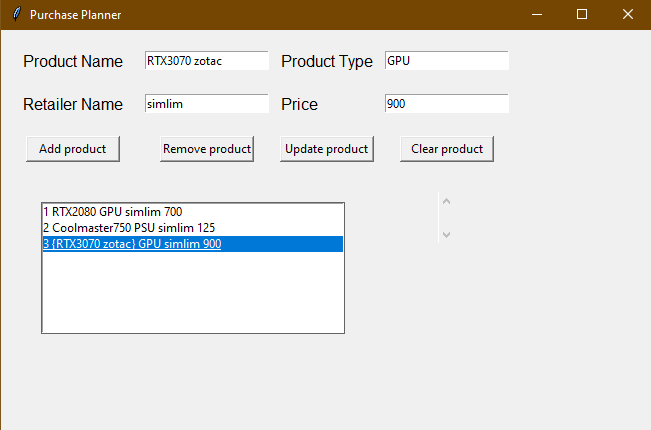 Purchase Planner
Product Name RTX3070 zotac Product Type GPU
Retailer Name simlim Price 900
Add product Remove product Update product Clear product
1 RTX2080 GPU simlim 700
2 Coolmaster750 PSU simlim 125
3 {RTX3070 zotac} GPU simlim 900